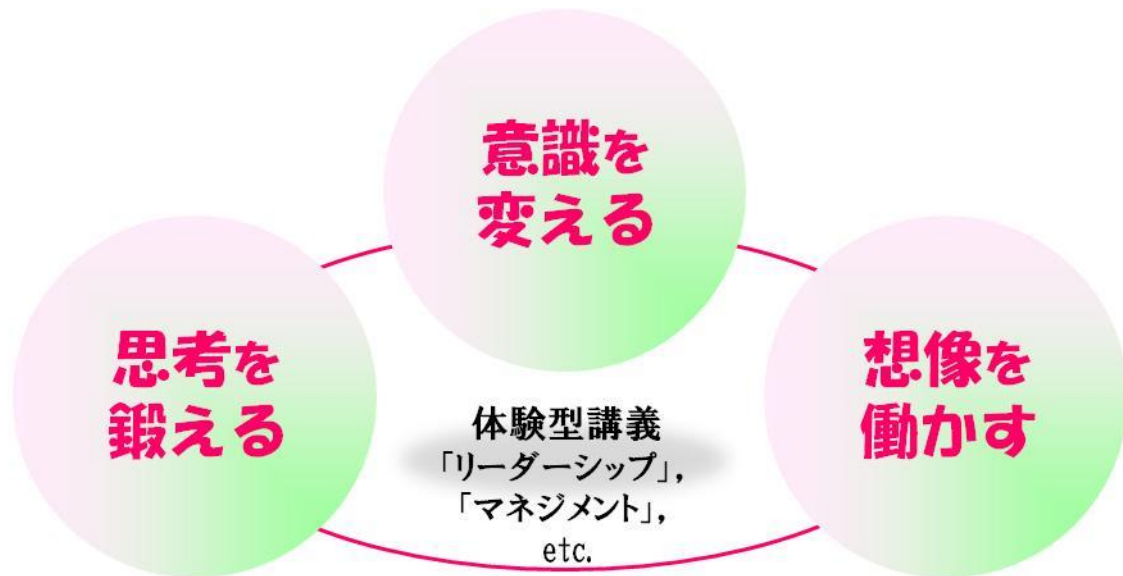 意識を
変える
思考を
鍛える
想像を
働かす
体験型講義
「リーダーシップ」,
「マネジメント」,
etc.